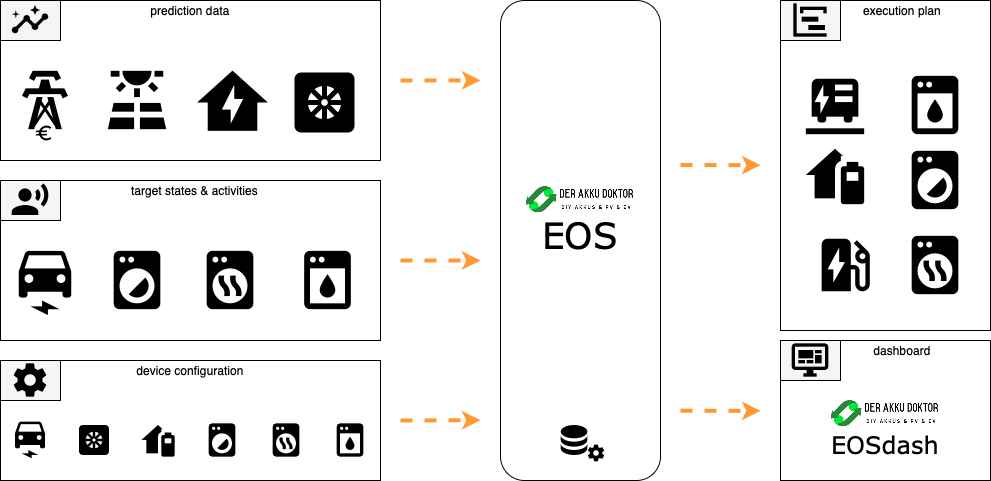 prediction data
€
target states & activities
device configuration
DER AKKU DOKTOR
DIY AKKUS & PV & EV
EOS
execution plan
dashboard
DER AKKU DOKTOR
DIY AKKUS & PV & EV
EOSdash